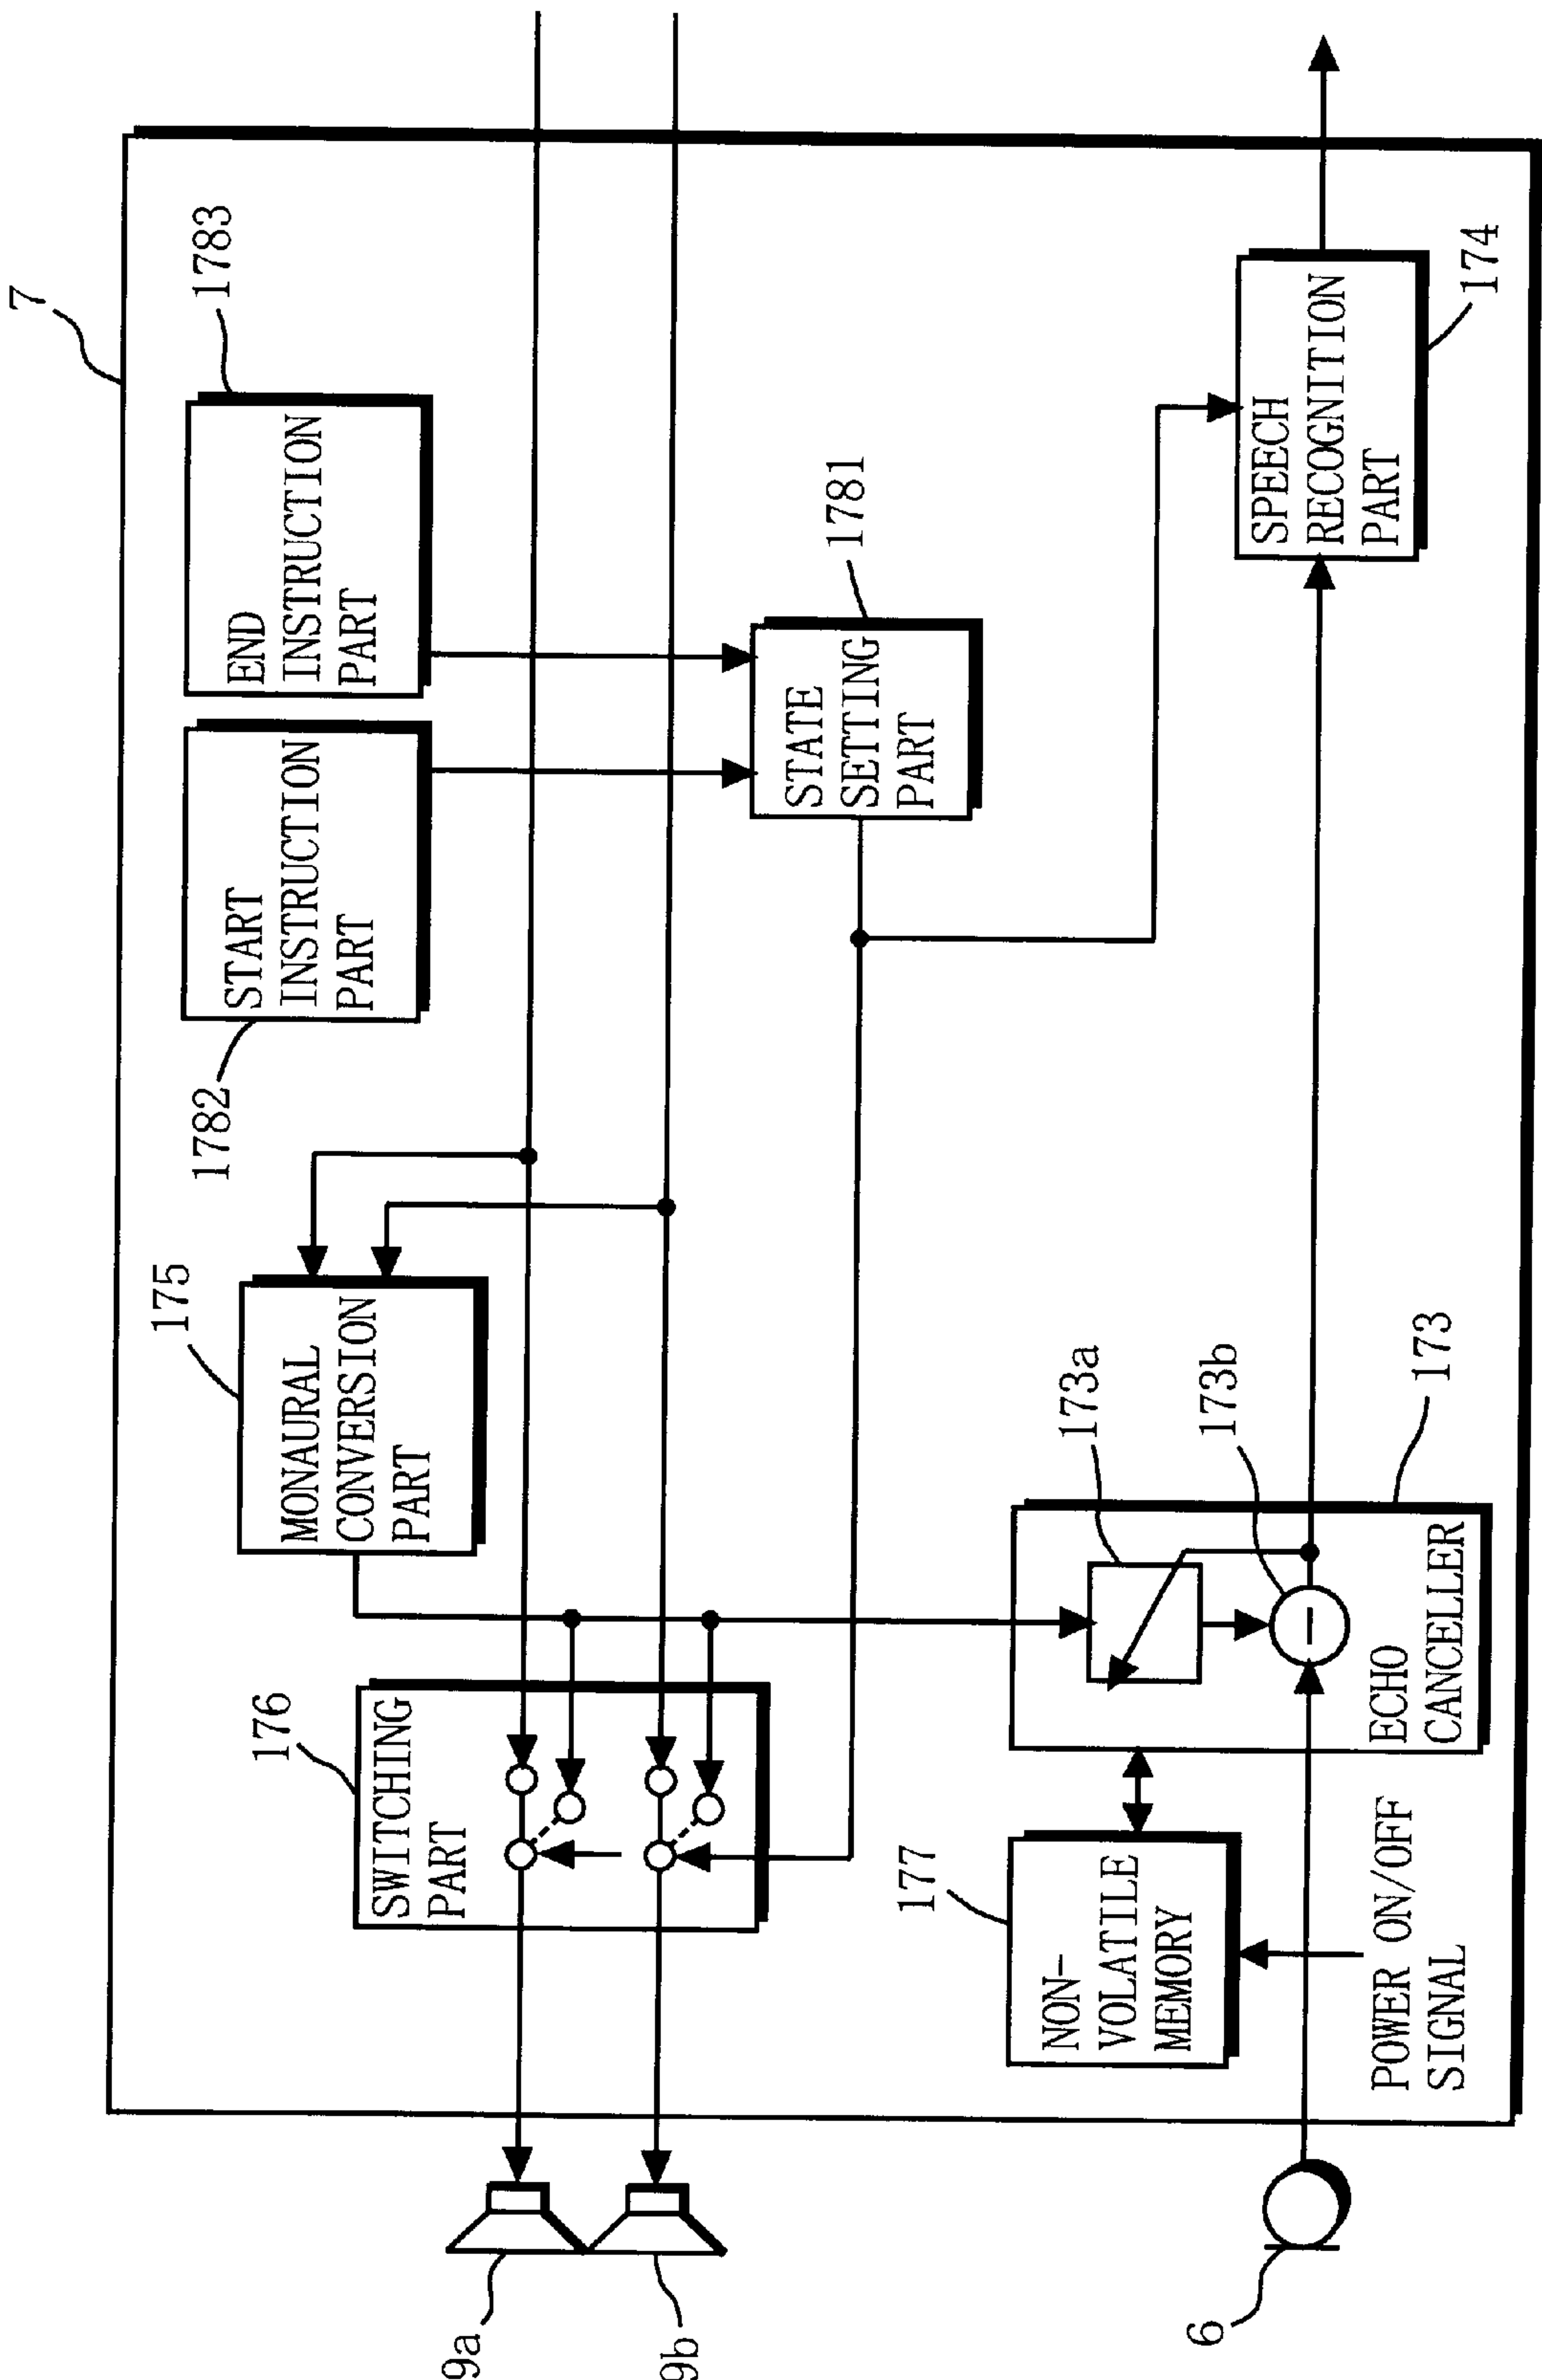 7
1783
END
INSTRUCTION
PART
START
INSTRUCTION
PART
1782
175
MONAURAL
CONVERSION
PART
STATE
SETTING
PART
1781
SPEECH
RECOGNITION
PART
174
176
SWITCHING
PART
173a
173b
173
ECHO
CANCELLER
177
NON-
VOLATILE
MEMORY
POWER ON/OFF
SIGNAL
9a
9b
6